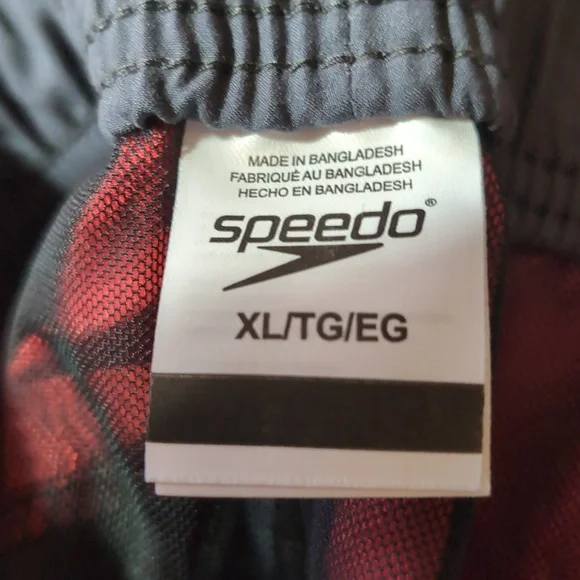 MADE IN BANGLADESH
FABRIQUÉ AU BANGLADESH
HECHO EN BANGLADESH
speedo®
XL/TG/EG